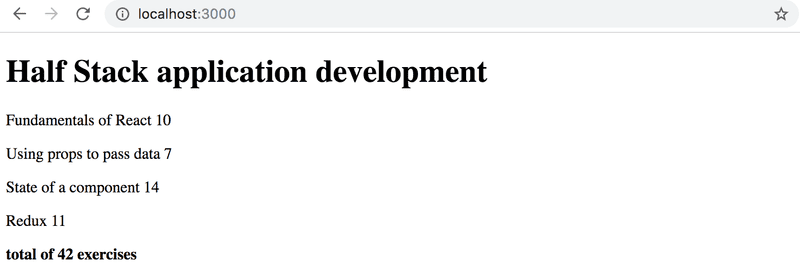 localhost:3000
Half Stack application development
Fundamentals of React 10
Using props to pass data 7
State of a component 14
Redux 11
total of 42 exercises